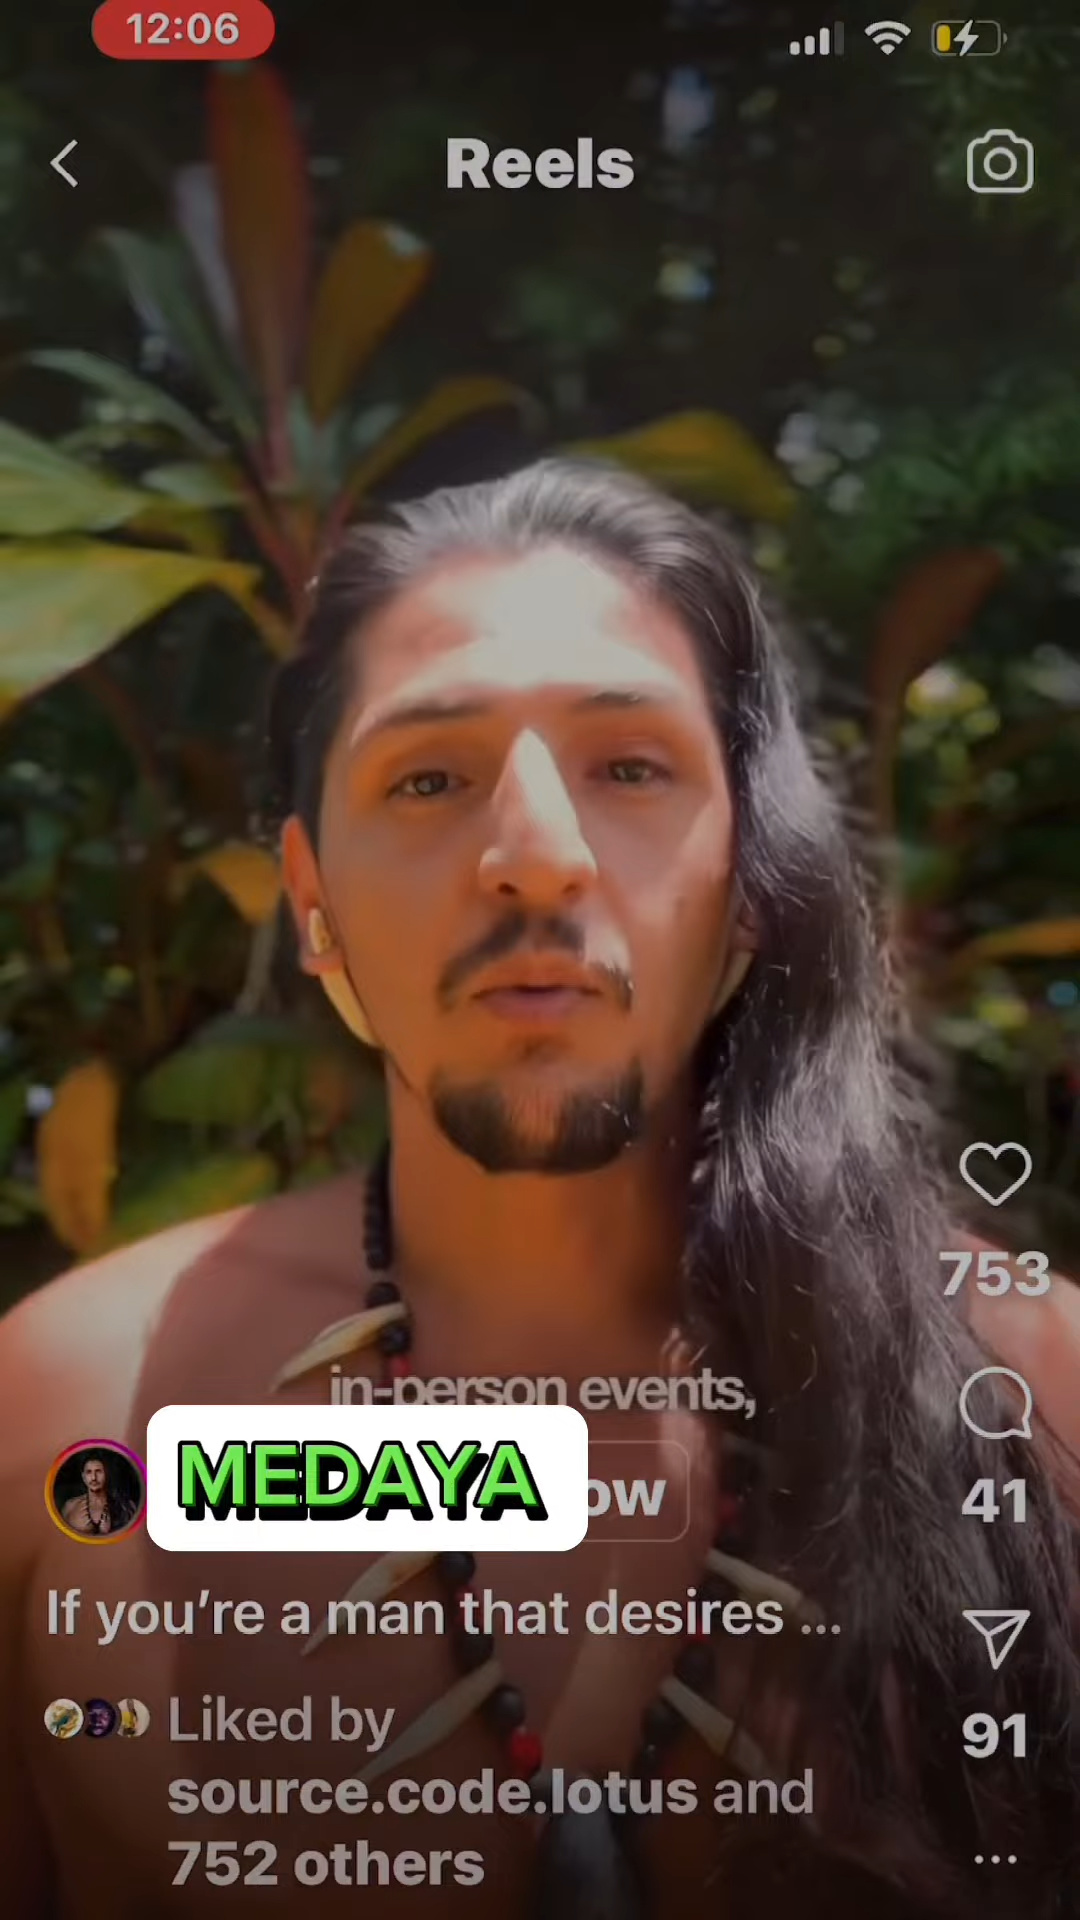 12:06
Reels
753
in-person events,
MEDAYA
ow
41
If you're a man that desires ...
Liked by
source.code.lotus and
752 others
91